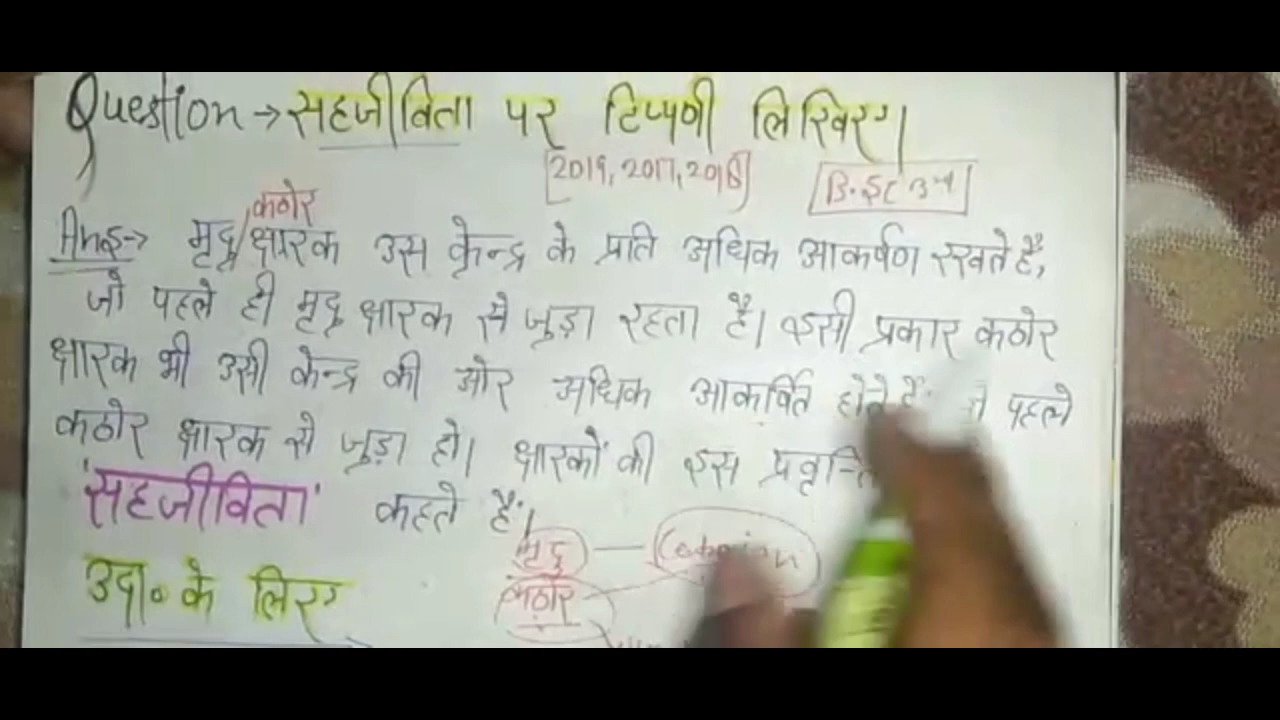 Question → सहजीविता पर टिप्पणी लिखिए।
[2019, 2017, 2016]
B.Sc 3rd
कठोर
Ans→ मृदु/क्षारक उस केन्द्र के प्रति अधिक आकर्षण रखते हैं,
जो पहले ही मृदु क्षारक से जुड़ा रहता है। इसी प्रकार कठोर
क्षारक भी उसी केन्द्र की ओर अधिक आकर्षित होते हैं पहले
कठोर क्षारक से जुड़ा हो। क्षारकों की इस
'सहजीविता' कहते हैं।
मृदु
कठोर
उदा० के लिए